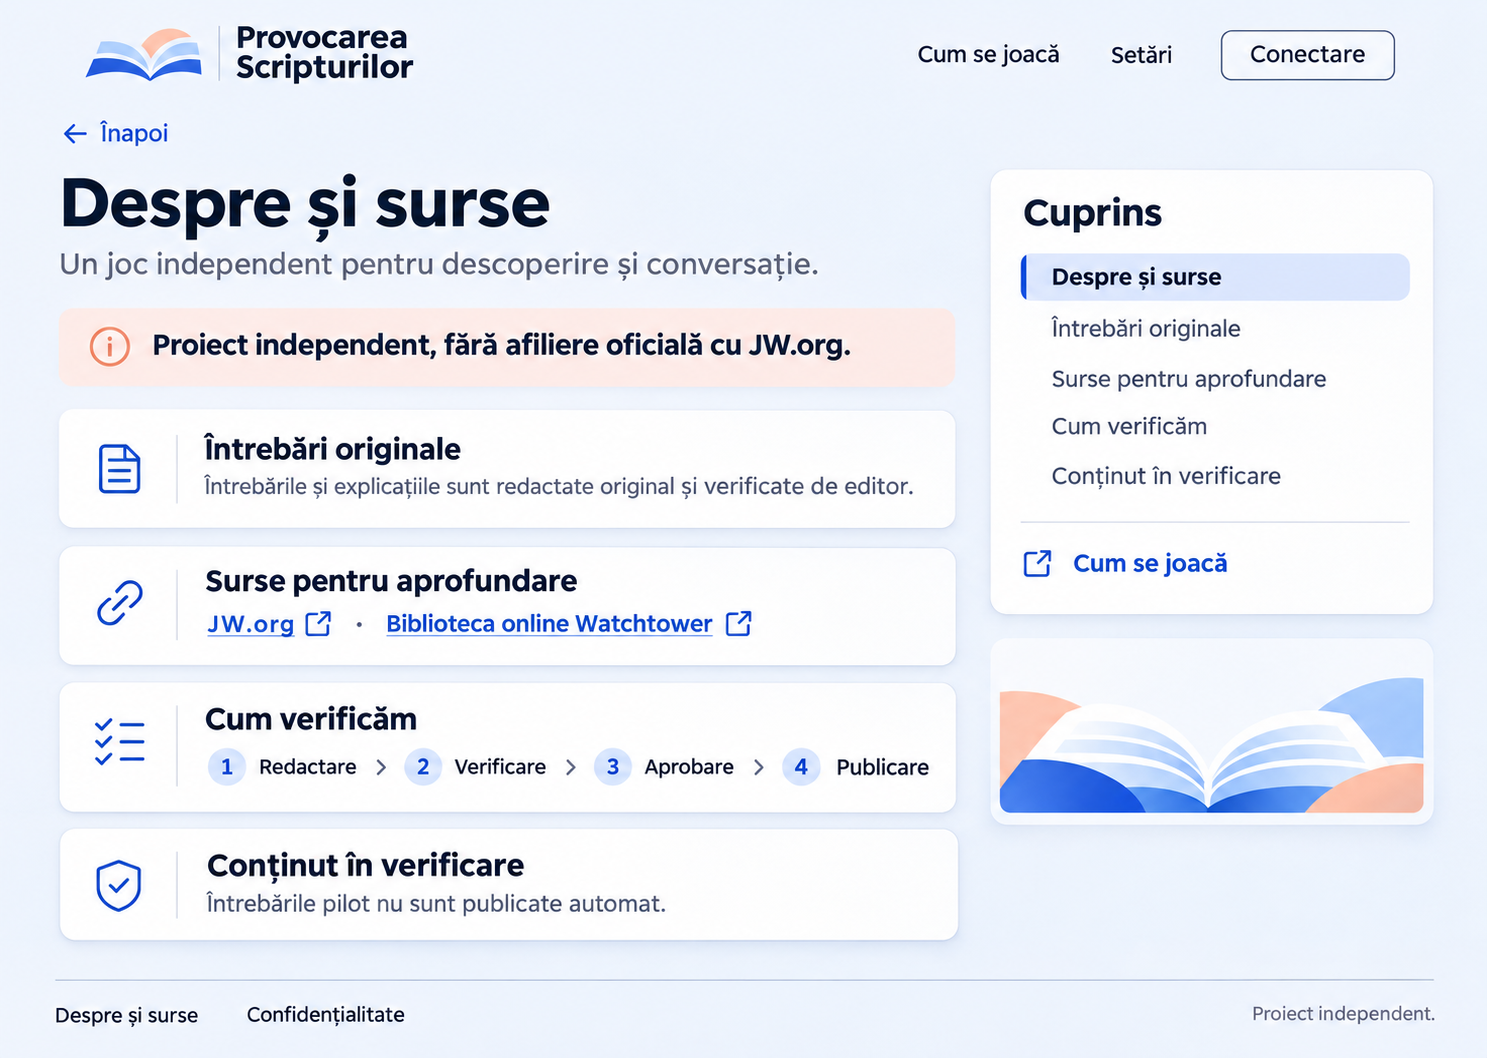 Provocarea
Scripturilor
Cum se joacă
Setări
Conectare
Înapoi
Despre și surse
Un joc independent pentru descoperire și conversație.
Proiect independent, fără afiliere oficială cu JW.org.
Întrebări originale
Întrebările și explicațiile sunt redactate original și verificate de editor.
Surse pentru aprofundare
JW.org · Biblioteca online Watchtower
Cum verificăm
1 Redactare > 2 Verificare > 3 Aprobare > 4 Publicare
Conținut în verificare
Întrebările pilot nu sunt publicate automat.
Cuprins
Despre și surse
Întrebări originale
Surse pentru aprofundare
Cum verificăm
Conținut în verificare
Cum se joacă
Despre și surse
Confidențialitate
Proiect independent.